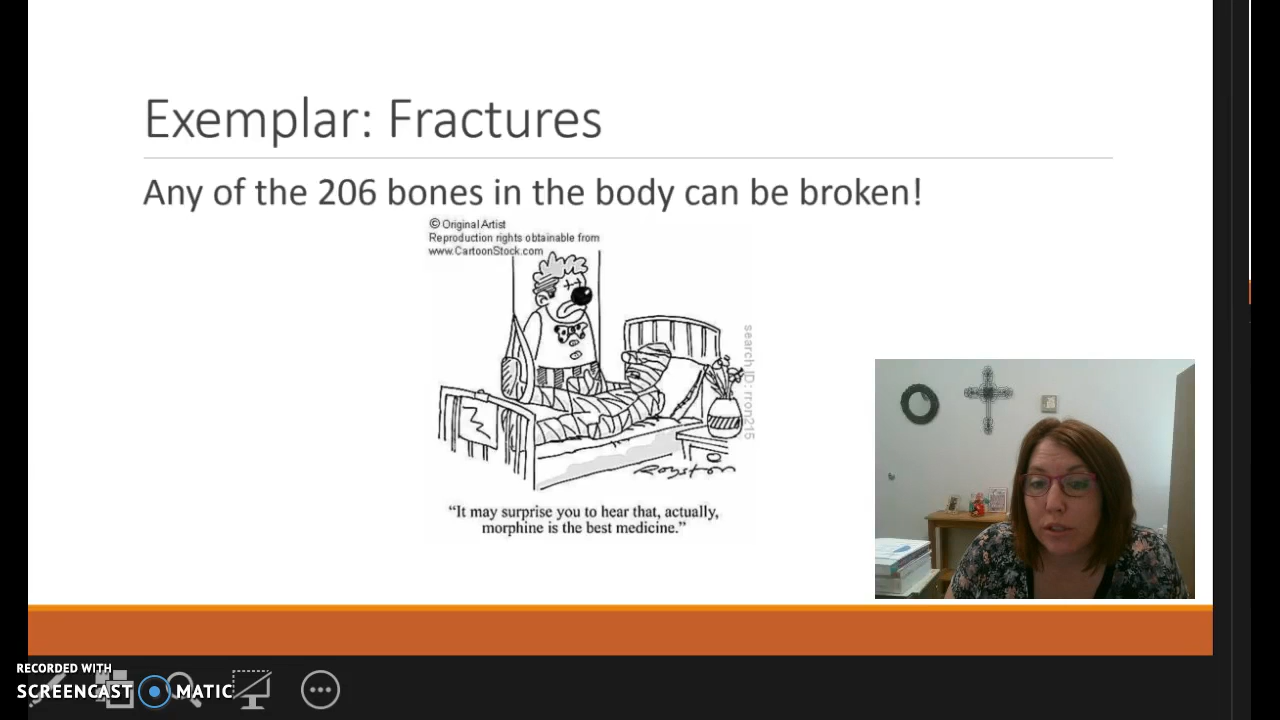 Exemplar: Fractures
Any of the 206 bones in the body can be broken!
© Original Artist
Reproduction rights obtainable from
www.CartoonStock.com
search ID: rron215
Royston
“It may surprise you to hear that, actually,
morphine is the best medicine.”
RECORDED WITH
SCREENCAST MATIC